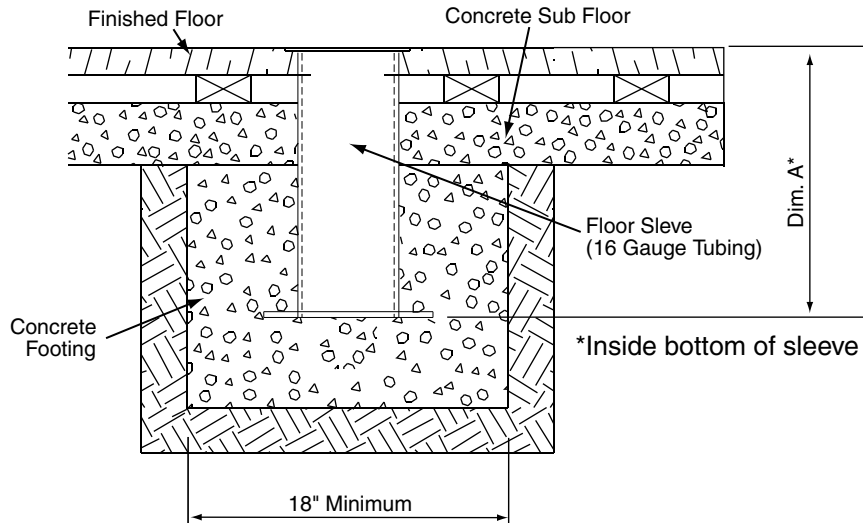 Finished Floor
Concrete Sub Floor
Dim. A*
Floor Sleve
(16 Gauge Tubing)
Concrete
Footing
*Inside bottom of sleeve
18" Minimum